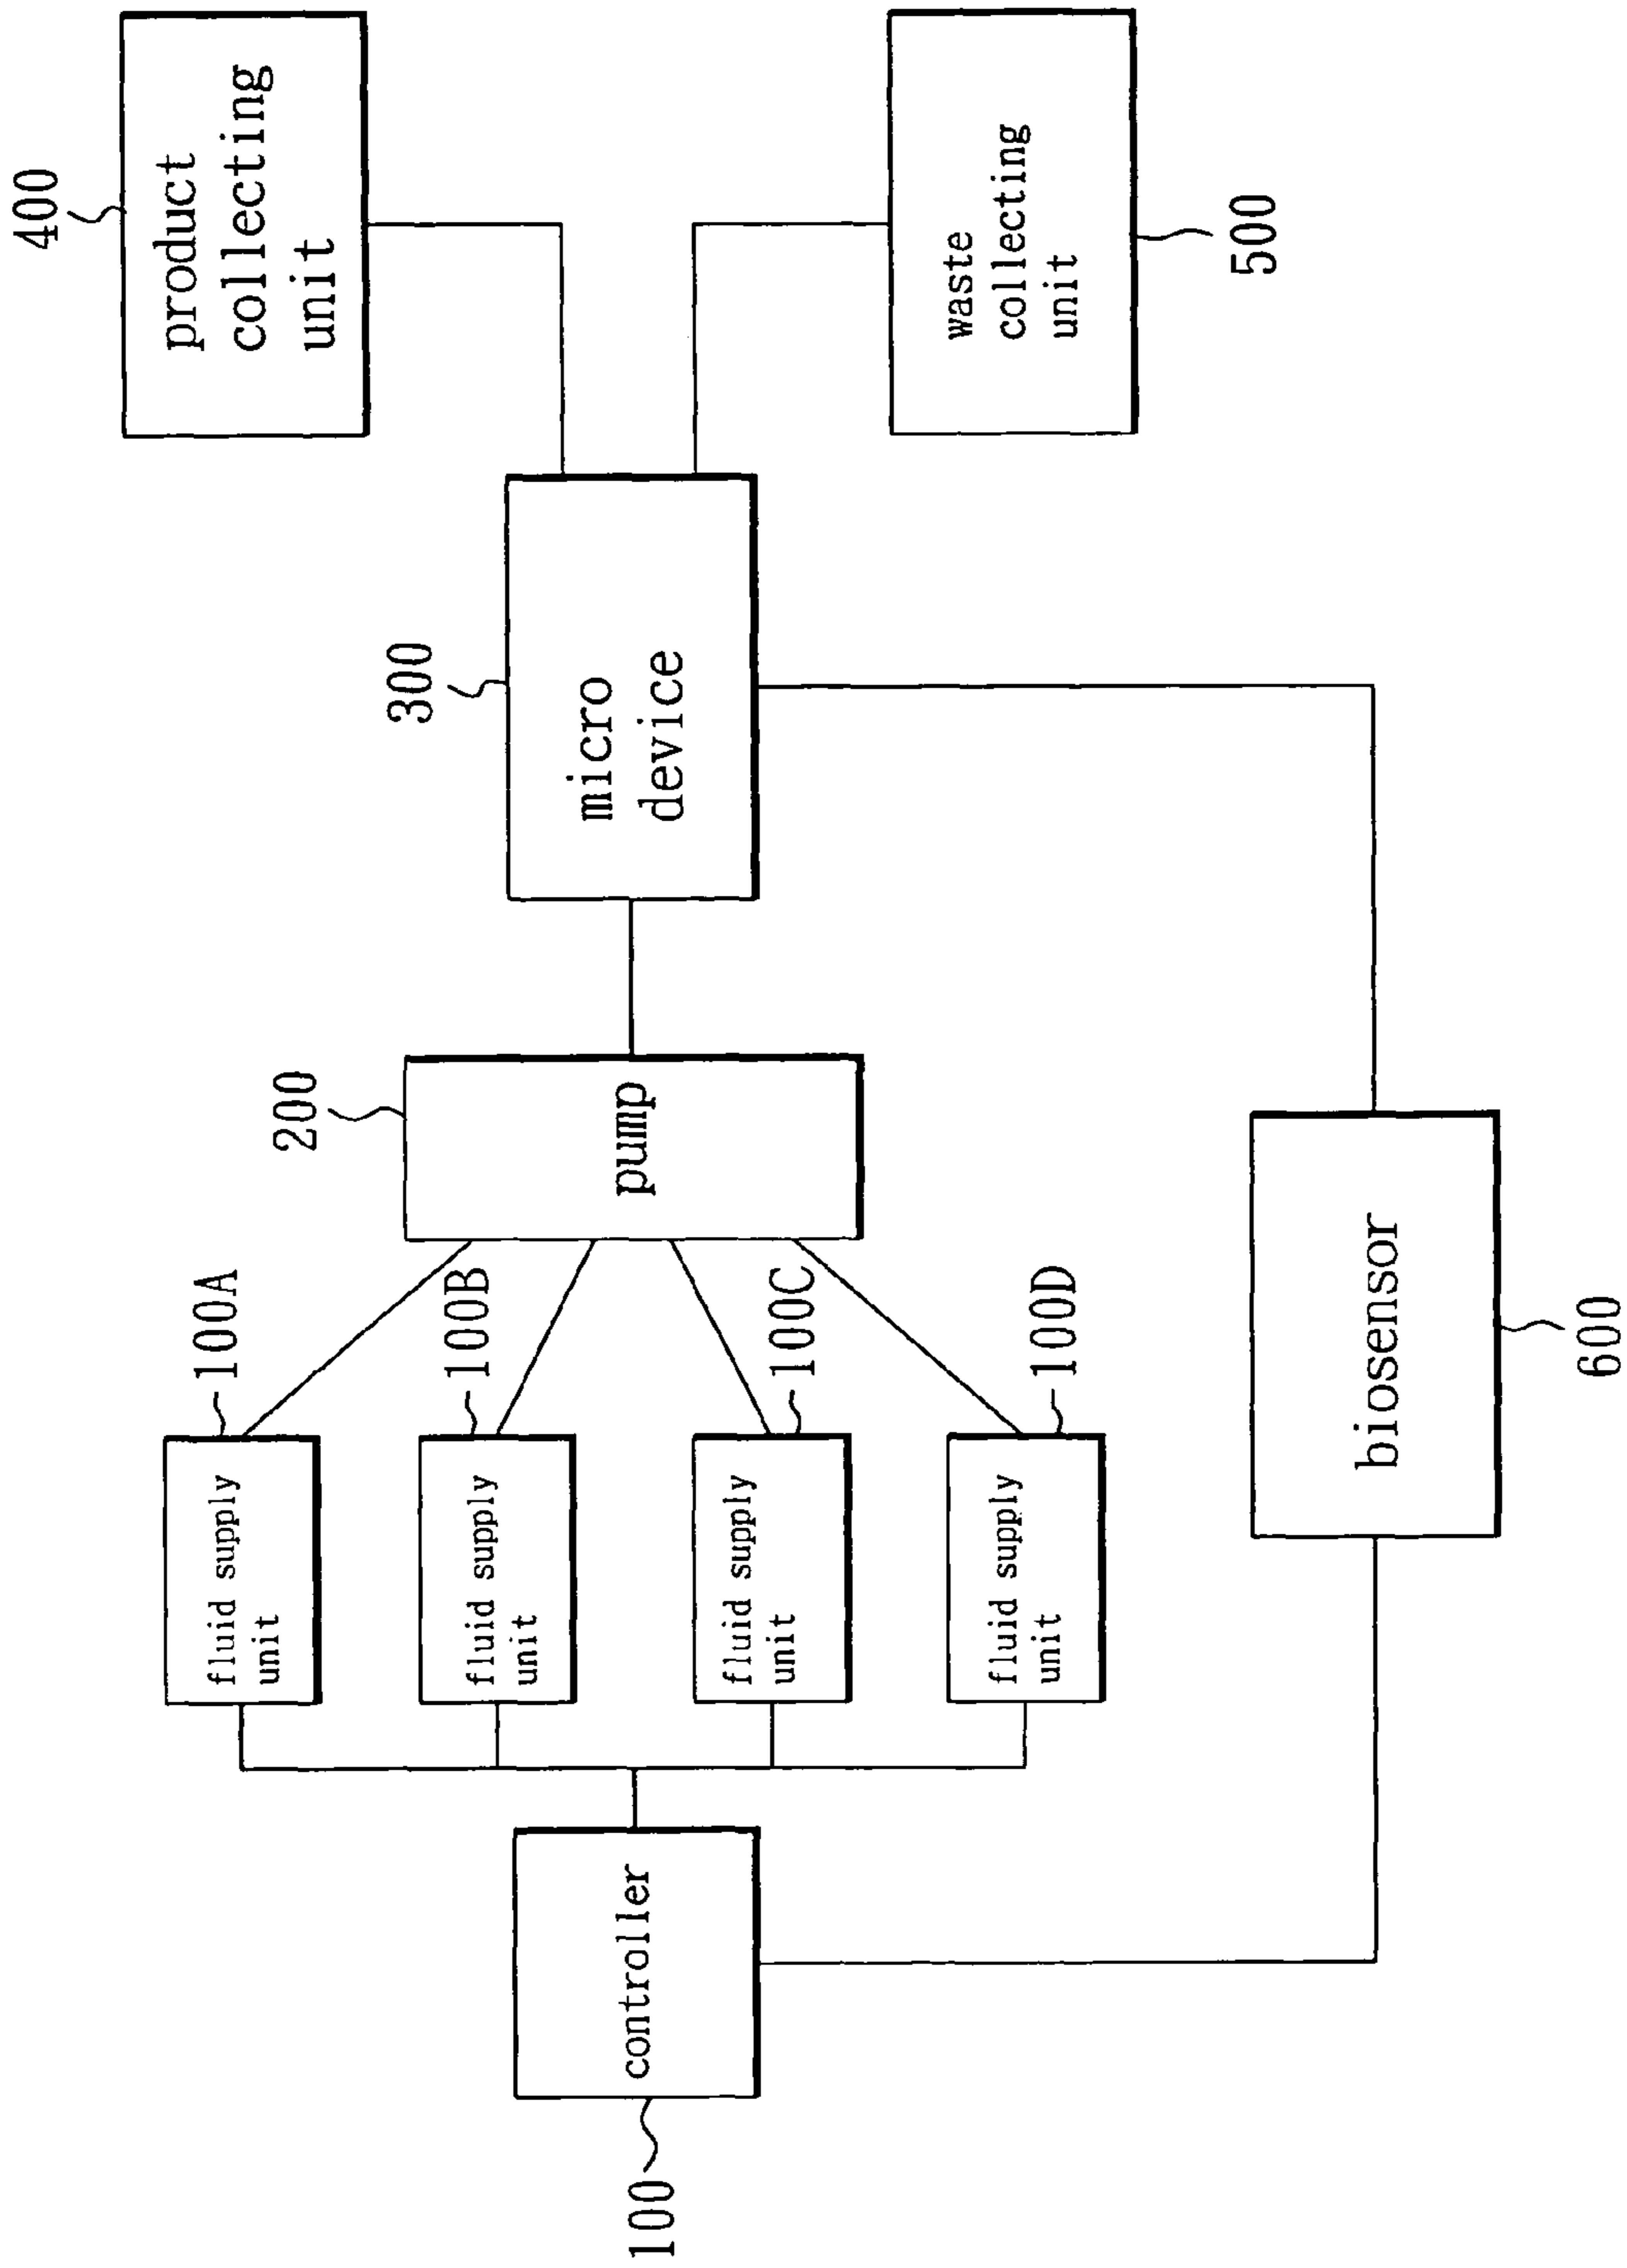 400
product
collecting
unit
waste
collecting
unit
500
300
micro
device
200
pump
100A
100B
100C
100D
fluid supply
unit
fluid supply
unit
fluid supply
unit
fluid supply
unit
biosensor
600
controller
100